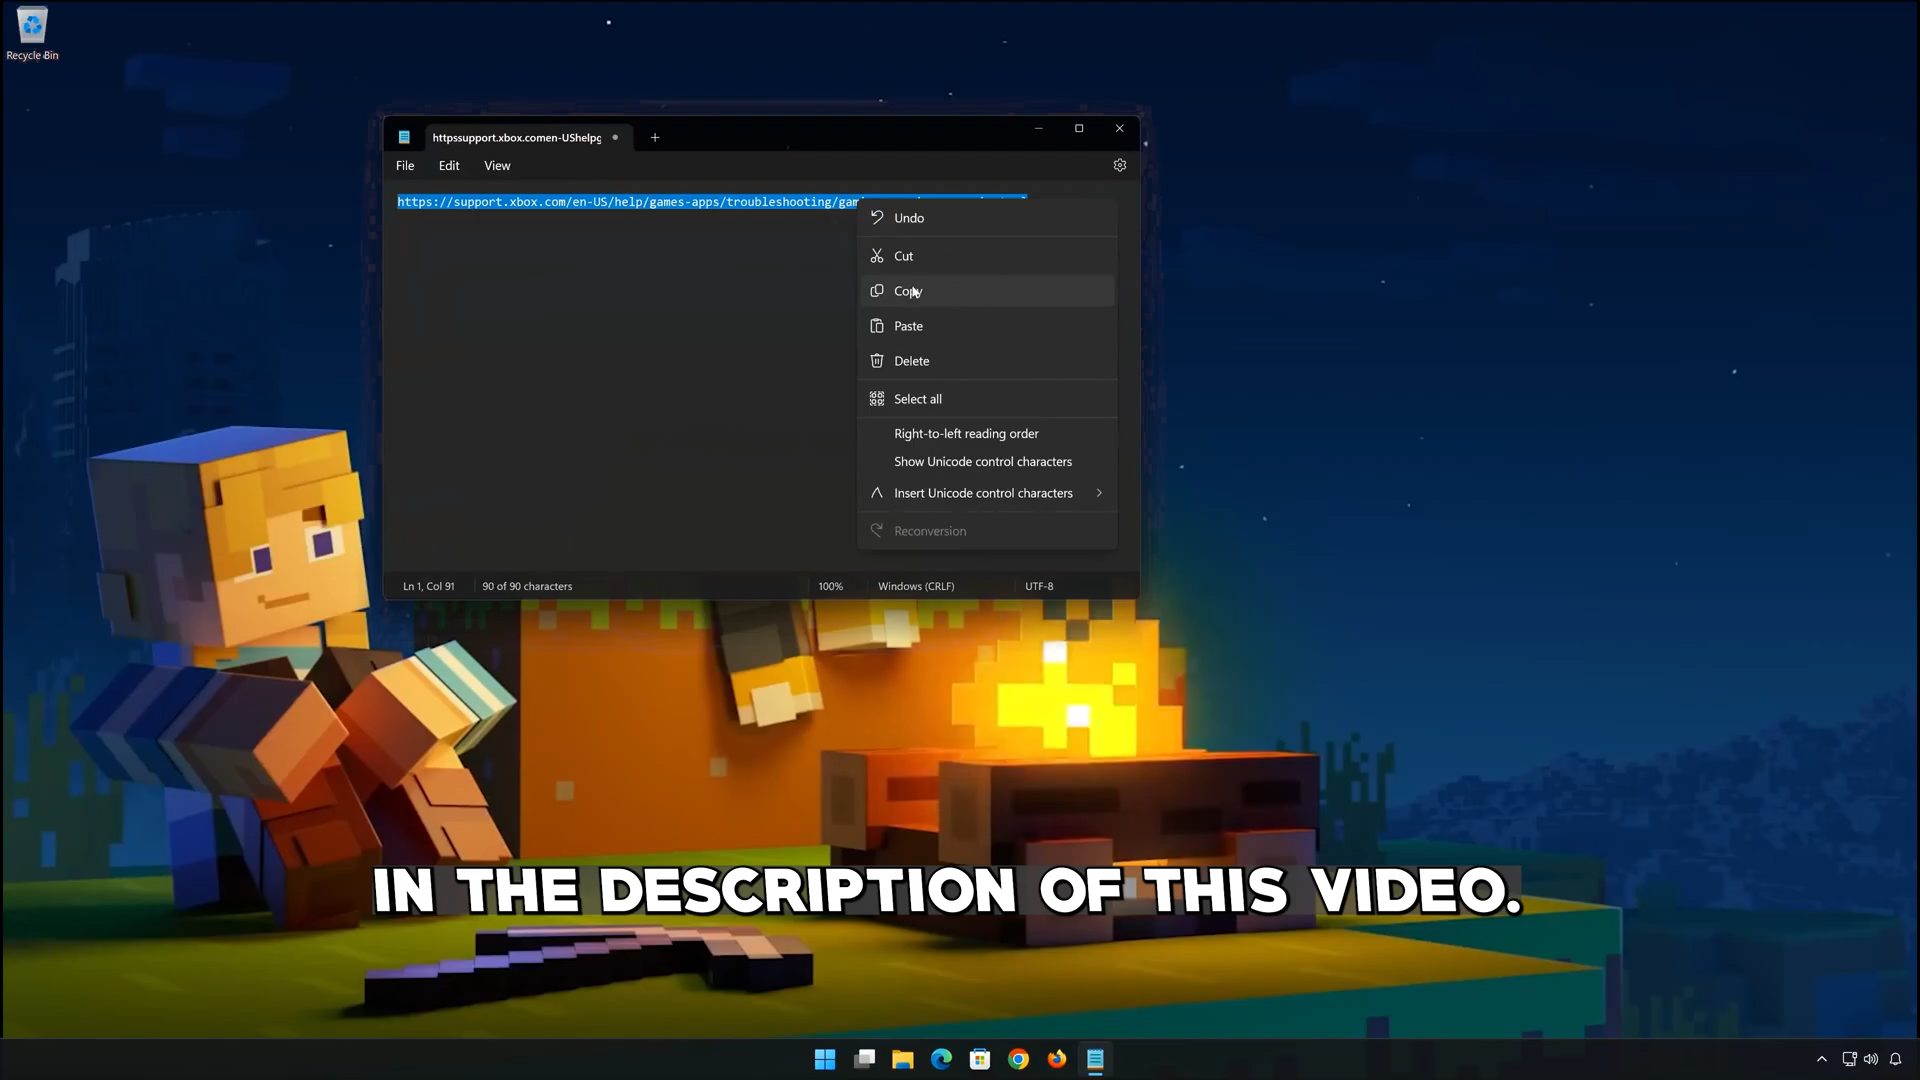 Recycle Bin
httpssupport.xbox.comen-UShelpg
File Edit View
https://support.xbox.com/en-US/help/games-apps/troubleshooting/gam
Undo
Cut
Copy
Paste
Delete
Select all
Right-to-left reading order
Show Unicode control characters
Insert Unicode control characters
Reconversion
Ln 1, Col 91 90 of 90 characters 100% Windows (CRLF) UTF-8
IN THE DESCRIPTION OF THIS VIDEO.